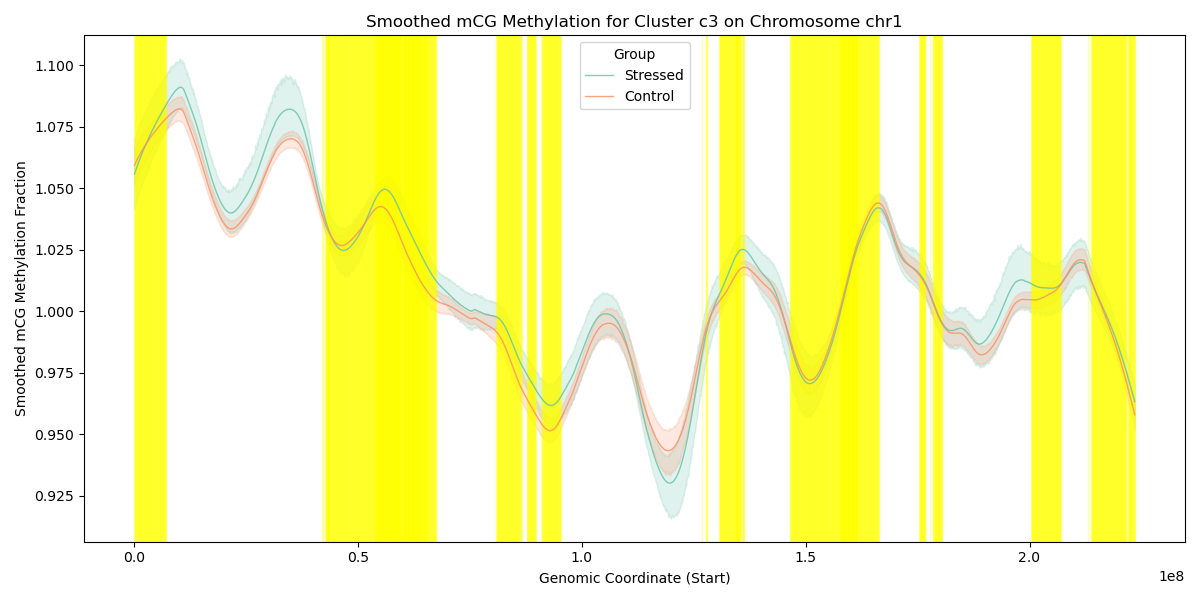 Smoothed mCG Methylation for Cluster c3 on Chromosome chr1
Group
Stressed
Control
Smoothed mCG Methylation Fraction
1.100
1.075
1.050
1.025
1.000
0.975
0.950
0.925
0.0 0.5 1.0 1.5 2.0
1e8
Genomic Coordinate (Start)